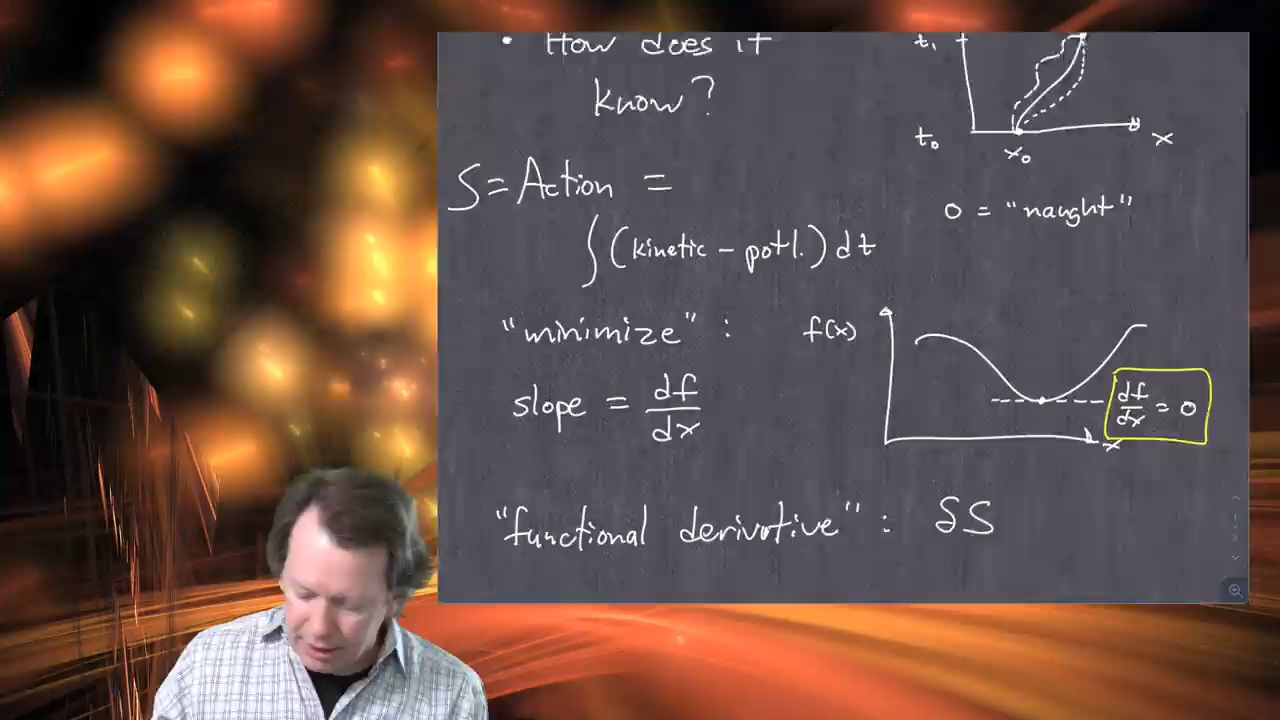 • How does it
know?
t₁
t₀
x₀
x
S = Action =
∫ (kinetic – potl.) dt
0 = "naught"
"minimize" :
f(x)
slope = df/dx
df/dx = 0
x
"functional derivative" : δS